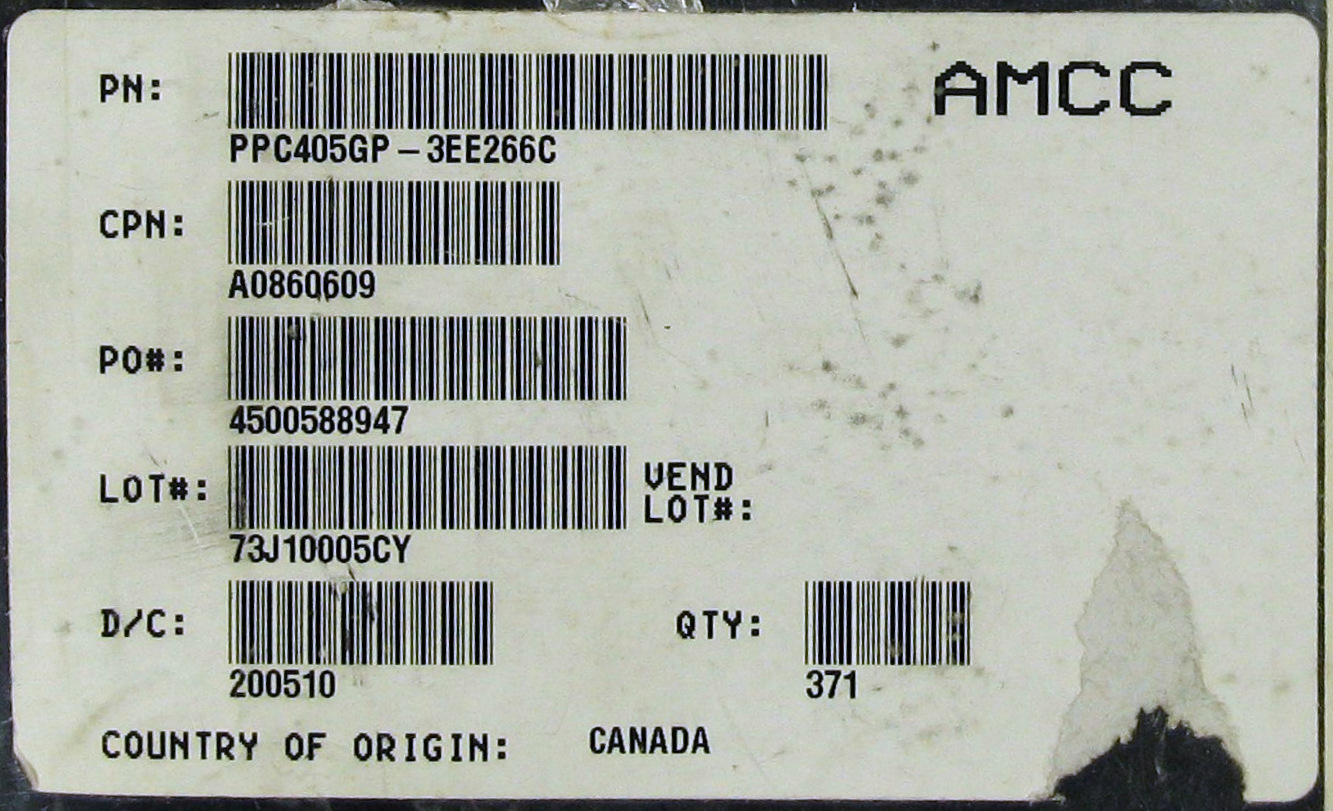 PN:
AMCC
PPC405GP-3EE266C
CPN:
A0860609
PO#:
4500588947
LOT#:
VEND
LOT#:
73J10005CY
D/C:
QTY:
200510
371
COUNTRY OF ORIGIN: CANADA